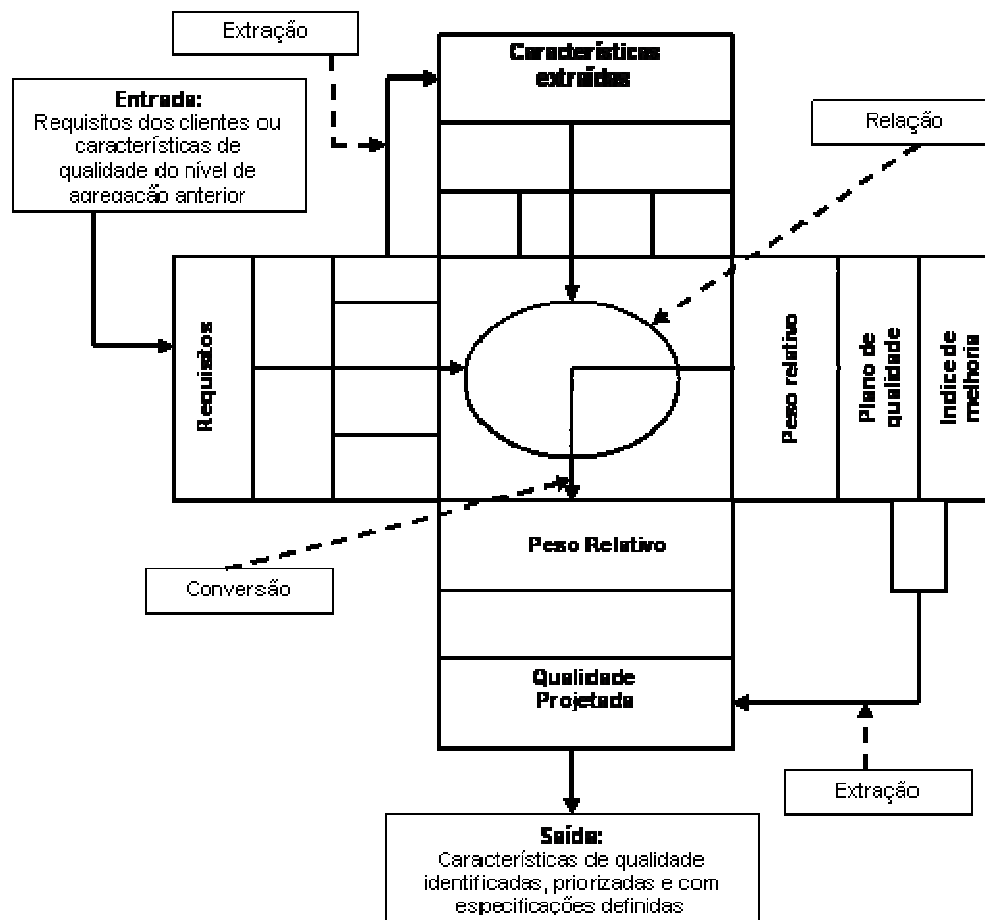 Extração
Características
extraídas
Entrada:
Requisitos dos clientes ou
características de
qualidade do nível de
agregação anterior
Relação
Requisitos
Peso relativo
Plano de
qualidade
Indice de
melhoria
Peso Relativo
Conversão
Qualidade
Projetada
Extração
Saída:
Características de qualidade
identificadas, priorizadas e com
especificações definidas